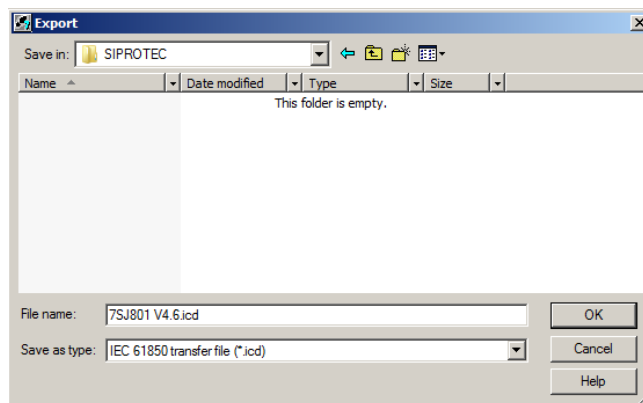 Export
Save in: SIPROTEC
Name Date modified Type Size
This folder is empty.
File name: 7SJ801 V4.6.icd OK
Save as type: IEC 61850 transfer file (*.icd) Cancel
Help